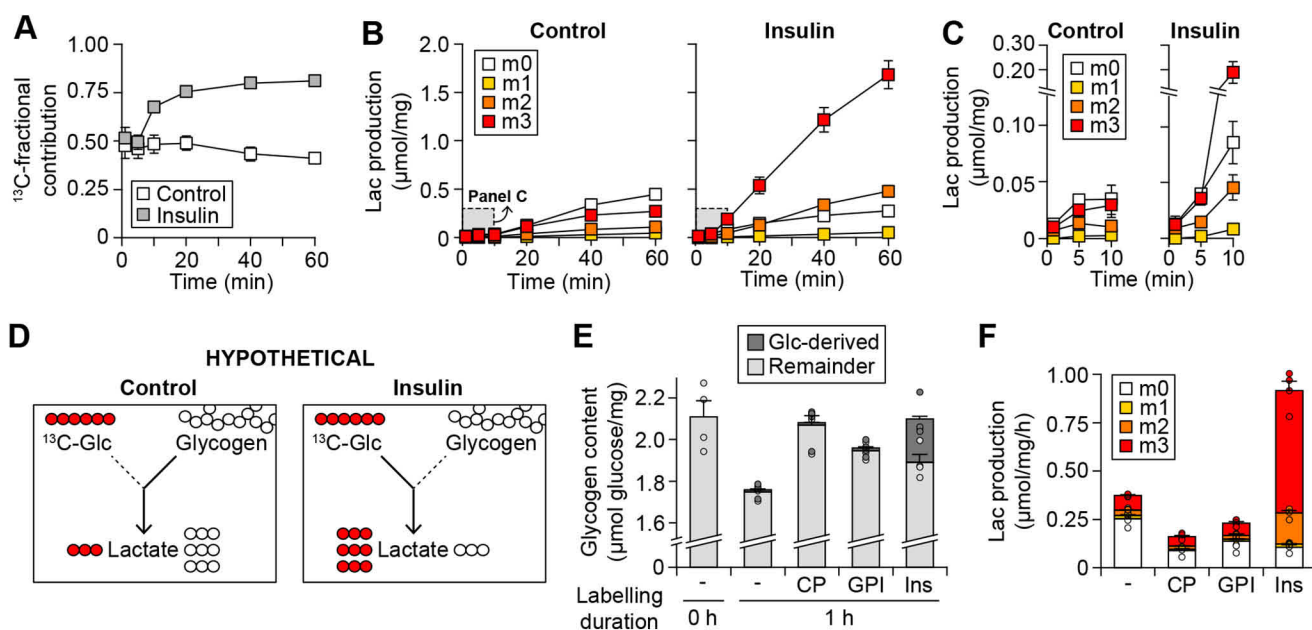 A
1.00
0.75
0.50
0.25
0
¹³C-fractional
contribution
Control
Insulin
0 20 40 60
Time (min)
B
Control
Insulin
2.0
1.5
1.0
0.5
0
Lac production
(µmol/mg)
m0
m1
m2
m3
Panel C
0 20 40 60
0 20 40 60
Time (min)
Time (min)
C
Control
Insulin
0.30
0.20
0.10
0.05
0
Lac production
(µmol/mg)
m0
m1
m2
m3
0 5 10
0 5 10
Time (min)
D
HYPOTHETICAL
Control
Insulin
¹³C-Glc
Glycogen
Lactate
¹³C-Glc
Glycogen
Lactate
E
Glc-derived
Remainder
2.2
2.0
1.8
1.6
0
Glycogen content
(µmol glucose/mg)
- - CP GPI Ins
Labelling
duration
0 h
1 h
F
1.00
0.75
0.50
0.25
0
Lac production
(µmol/mg/h)
m0
m1
m2
m3
- CP GPI Ins